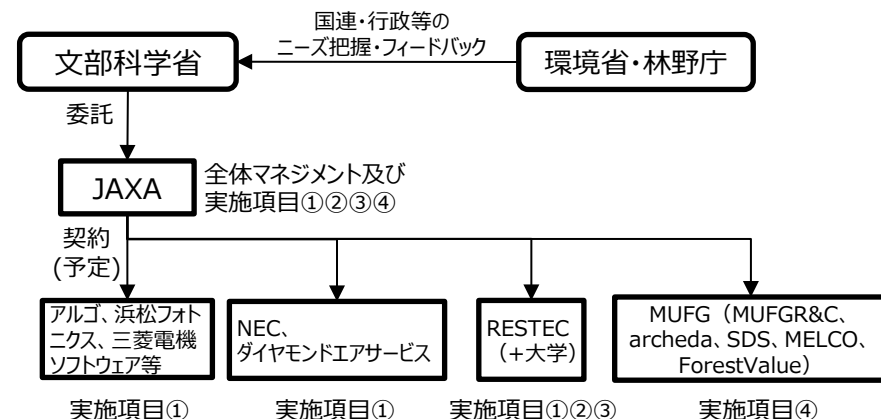 国連・行政等の
ニーズ把握・フィードバック
文部科学省
環境省・林野庁
委託
JAXA
全体マネジメント及び
実施項目①②③④
契約
(予定)
アルゴ、浜松フォト
ニクス、三菱電機
ソフトウェア等
NEC、
ダイヤモンドエアサービス
RESTEC
（+大学）
MUFG（MUFGR&C、
archeda、SDS、MELCO、
ForestValue）
実施項目①
実施項目①
実施項目①②③
実施項目④